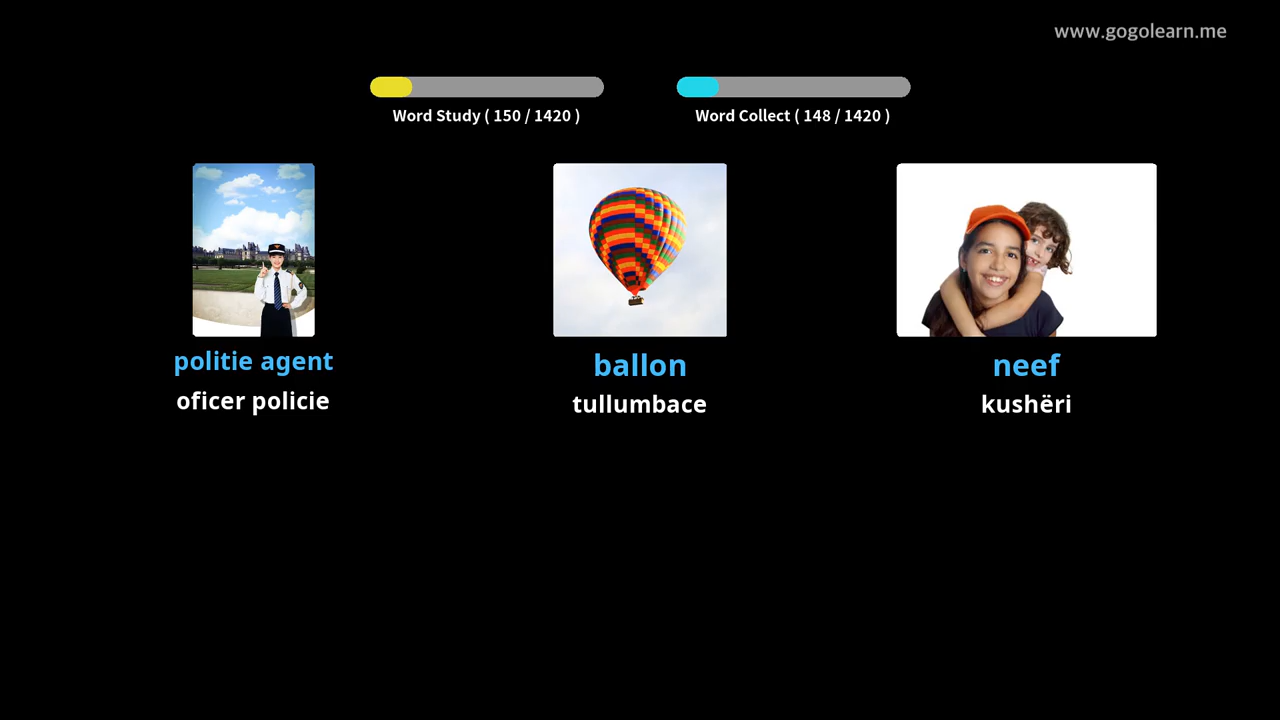 www.gogolearn.me
Word Study ( 150 / 1420 )
Word Collect ( 148 / 1420 )
politie agent
oficer policie
ballon
tullumbace
neef
kushëri